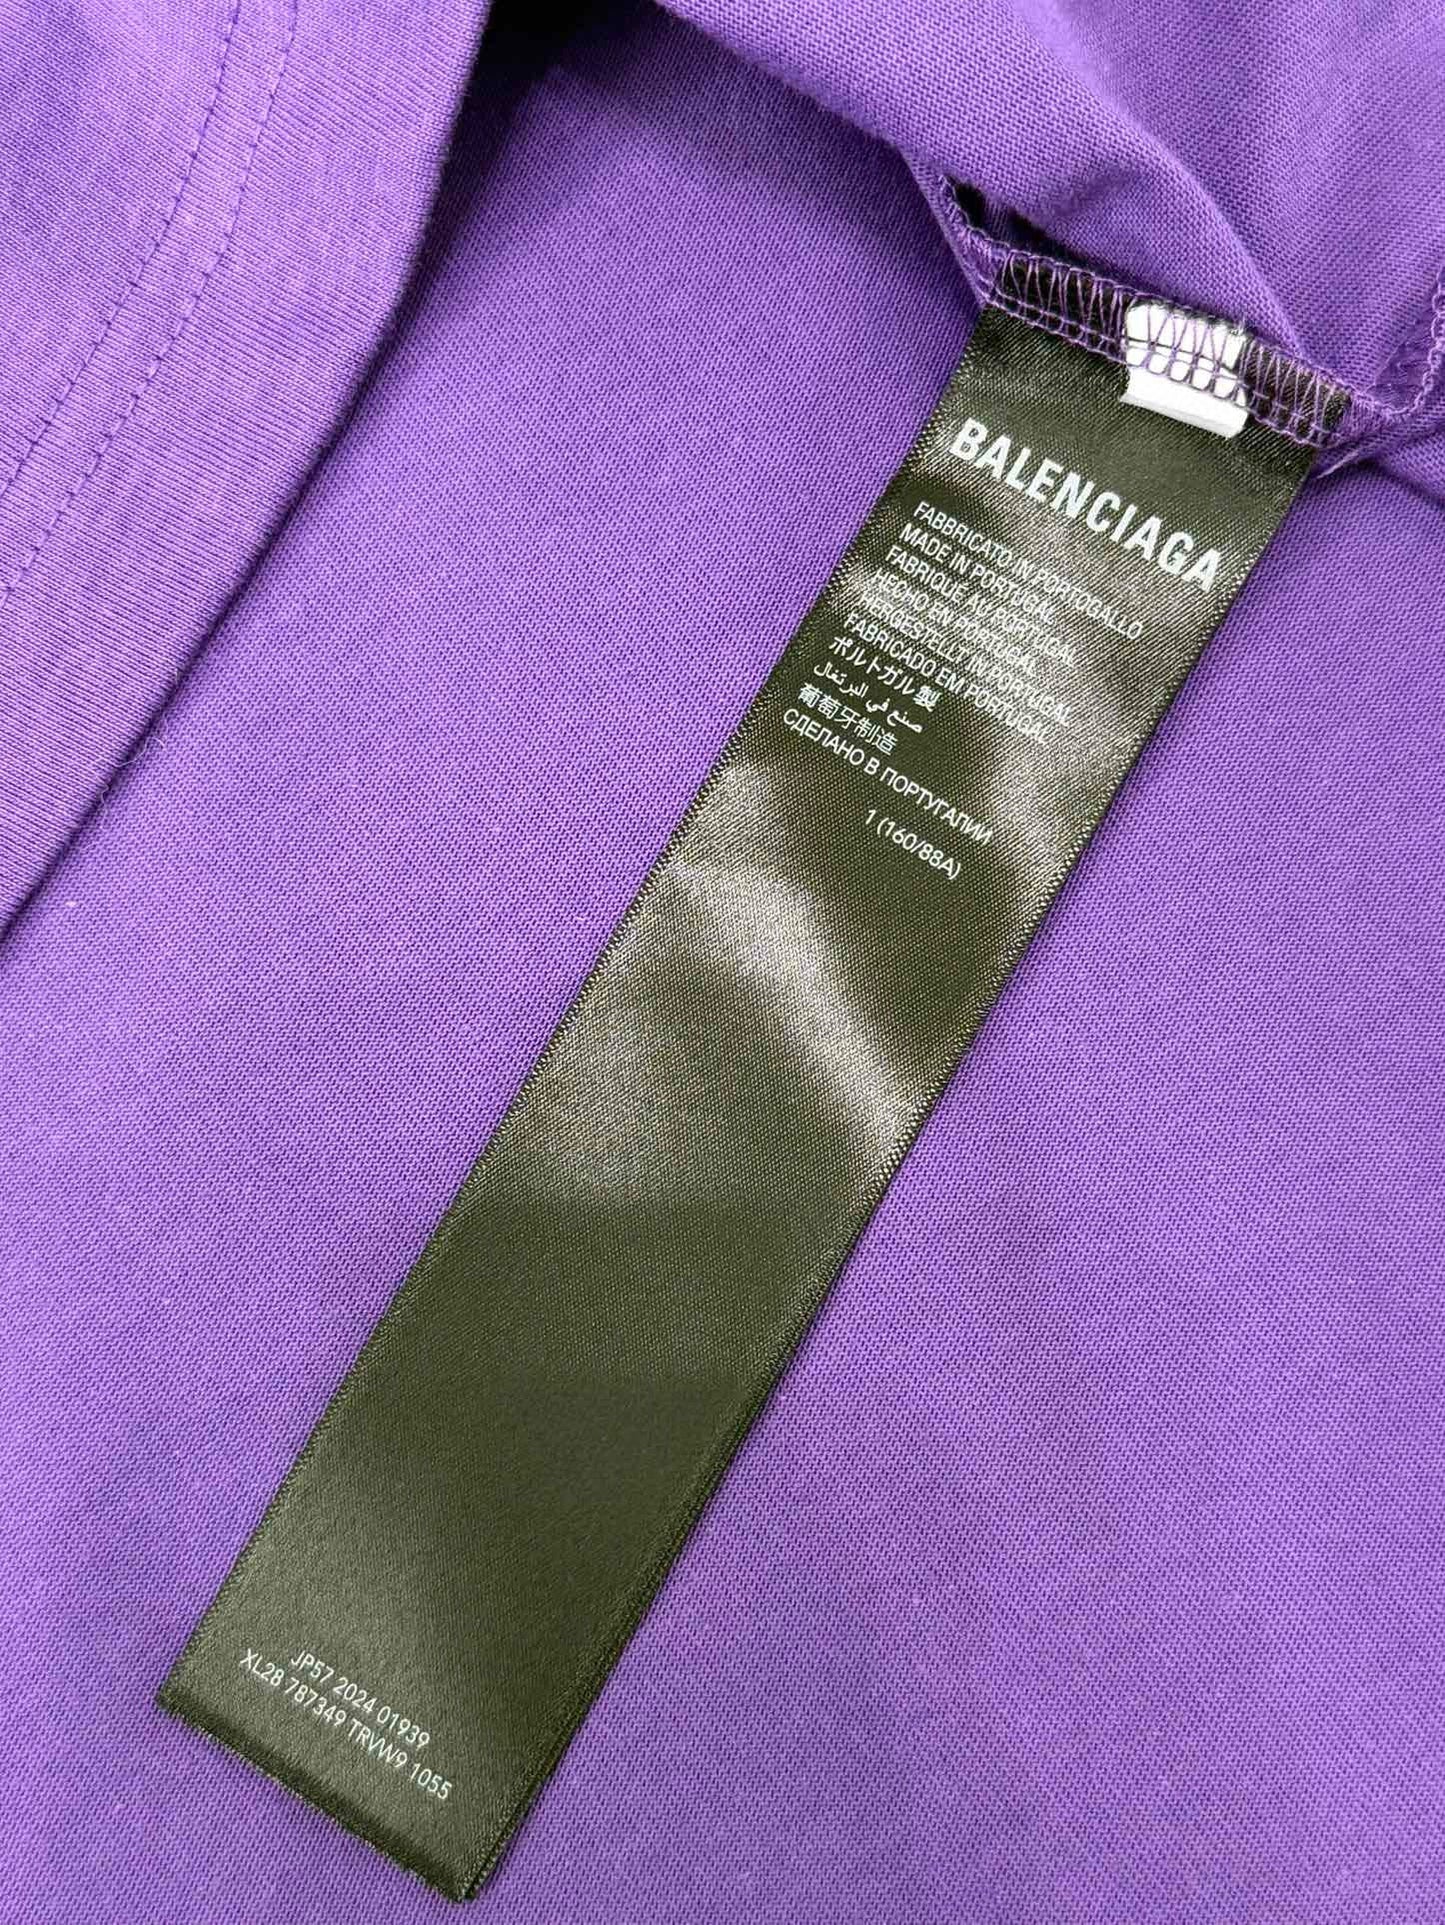 BALENCIAGA
FABBRICATO IN PORTOGALLO
MADE IN PORTUGAL
FABRIQUE AU PORTUGAL
HECHO EN PORTUGAL
HERGESTELLT IN PORTUGAL
FABRICADO EM PORTUGAL
ポルトガル製
صنع في البرتغال
葡萄牙制造
СДЕЛАНО В ПОРТУГАЛИИ
1 (160/88A)
JP57 2024 01939
XL28 787349 TRVW9 1055